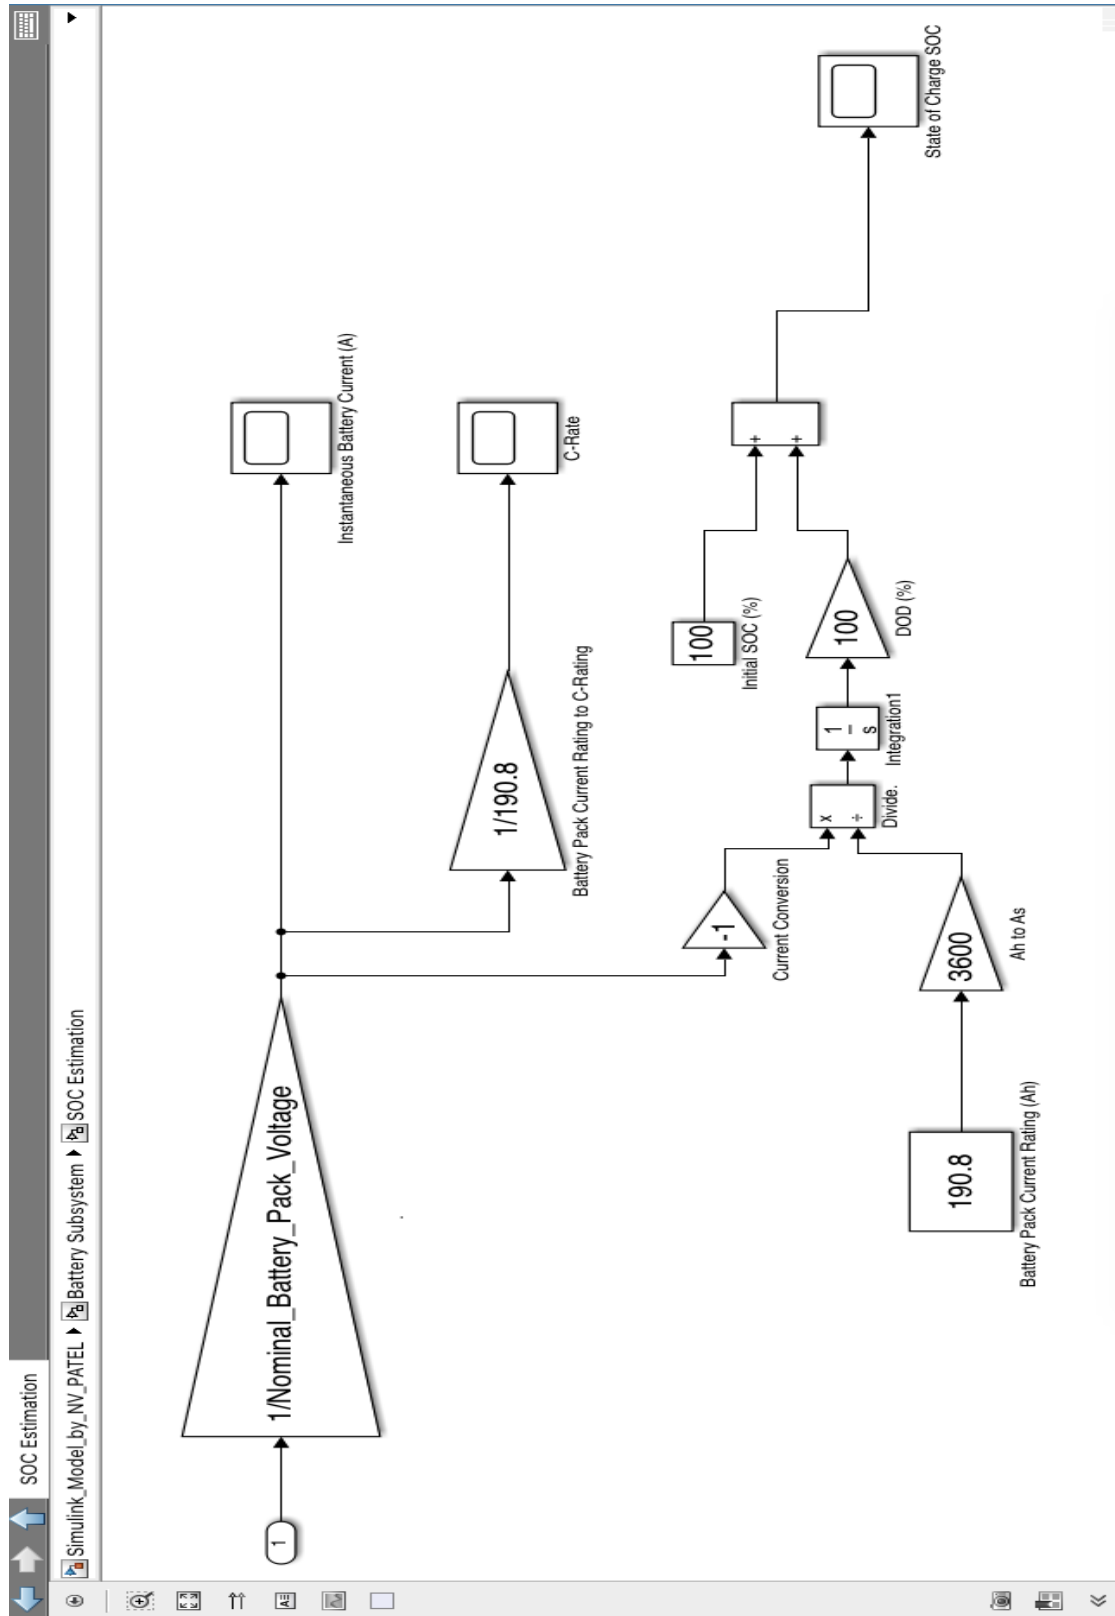 SOC Estimation
Simulink_Model_by_NV_PATEL
Battery Subsystem
SOC Estimation
1
1/Nominal_Battery_Pack_Voltage
Instantaneous Battery Current (A)
1/190.8
Battery Pack Current Rating to C-Rating
C-Rate
-1
Current Conversion
100
Initial SOC (%)
190.8
Battery Pack Current Rating (Ah)
3600
Ah to As
x
÷
Divide.
1
s
Integration1
100
DOD (%)
+
+
State of Charge SOC